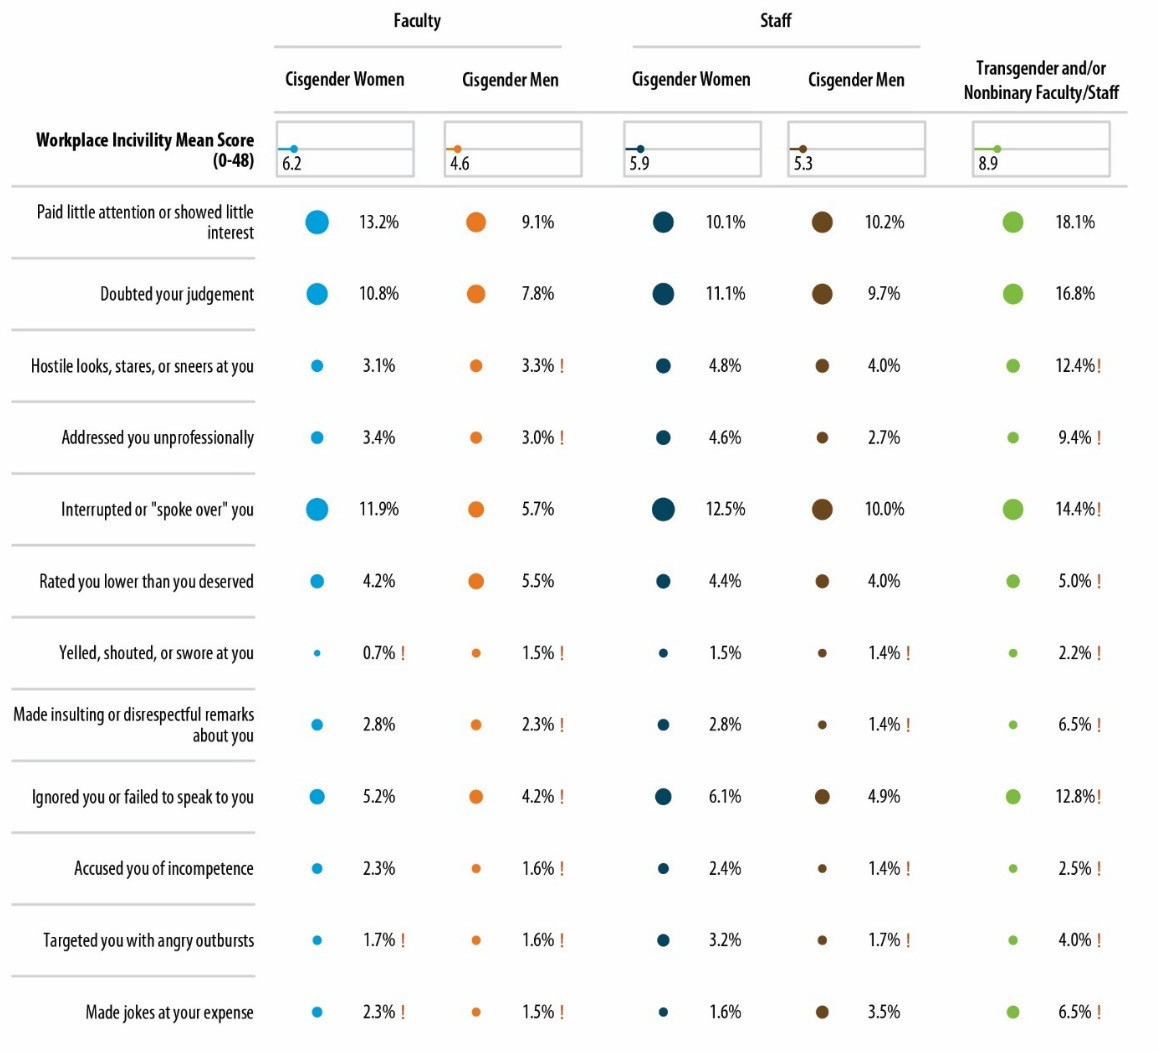 Faculty
Staff
Cisgender Women
Cisgender Men
Cisgender Women
Cisgender Men
Transgender and/or
Nonbinary Faculty/Staff
Workplace Incivility Mean Score
(0-48)
6.2
4.6
5.9
5.3
8.9
Paid little attention or showed little
interest
13.2%
9.1%
10.1%
10.2%
18.1%
Doubted your judgement
10.8%
7.8%
11.1%
9.7%
16.8%
Hostile looks, stares, or sneers at you
3.1%
3.3% !
4.8%
4.0%
12.4% !
Addressed you unprofessionally
3.4%
3.0% !
4.6%
2.7%
9.4% !
Interrupted or "spoke over" you
11.9%
5.7%
12.5%
10.0%
14.4% !
Rated you lower than you deserved
4.2%
5.5%
4.4%
4.0%
5.0% !
Yelled, shouted, or swore at you
0.7% !
1.5% !
1.5%
1.4% !
2.2% !
Made insulting or disrespectful remarks
about you
2.8%
2.3% !
2.8%
1.4% !
6.5% !
Ignored you or failed to speak to you
5.2%
4.2% !
6.1%
4.9%
12.8% !
Accused you of incompetence
2.3%
1.6% !
2.4%
1.4% !
2.5% !
Targeted you with angry outbursts
1.7% !
1.6% !
3.2%
1.7% !
4.0% !
Made jokes at your expense
2.3% !
1.5% !
1.6%
3.5%
6.5% !